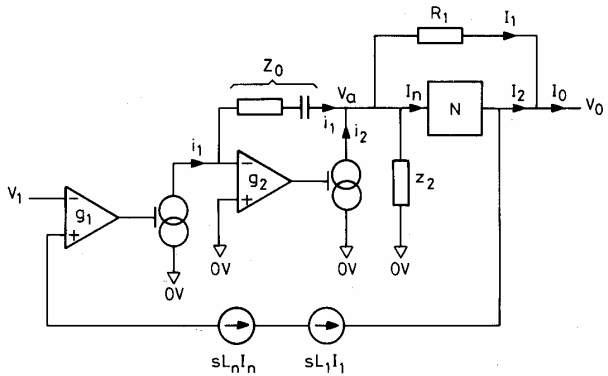 R₁ I₁
Z₀
Vₐ Iₙ N I₂ I₀ V₀
i₁ i₂
i₁
− g₂ +
z₂
V₁ − g₁ +
0V 0V 0V
0V
sLₙIₙ sL₁I₁